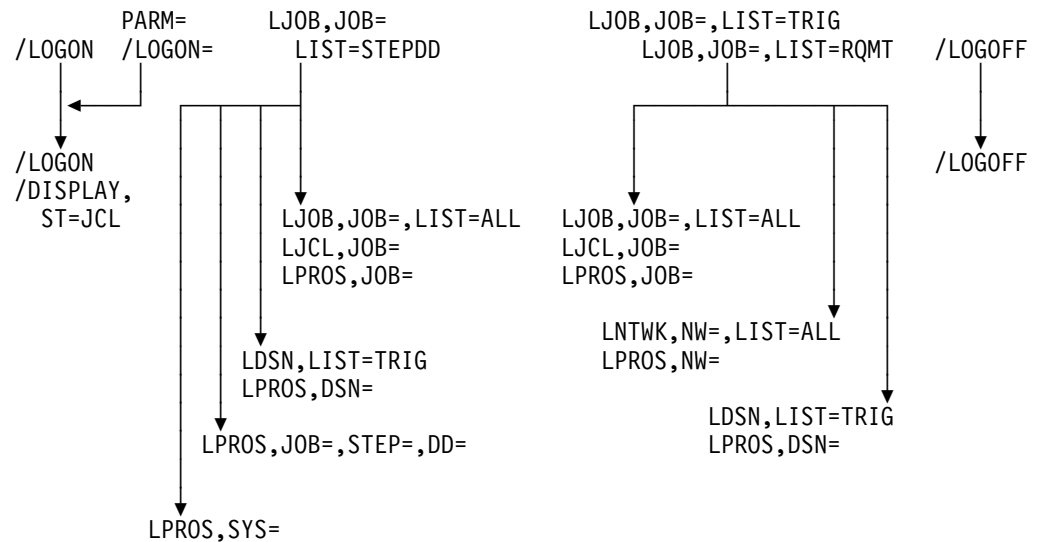 PARM= LJOB,JOB= LJOB,JOB=,LIST=TRIG
/LOGON /LOGON= LIST=STEPDD LJOB,JOB=,LIST=RQMT /LOGOFF
/LOGON /LOGOFF
/DISPLAY,
ST=JCL LJOB,JOB=,LIST=ALL LJOB,JOB=,LIST=ALL
LJCL,JOB= LJCL,JOB=
LPROS,JOB= LPROS,JOB=
LNTWK,NW=,LIST=ALL
LDSN,LIST=TRIG LPROS,NW=
LPROS,DSN=
LDSN,LIST=TRIG
LPROS,JOB=,STEP=,DD= LPROS,DSN=
LPROS,SYS=